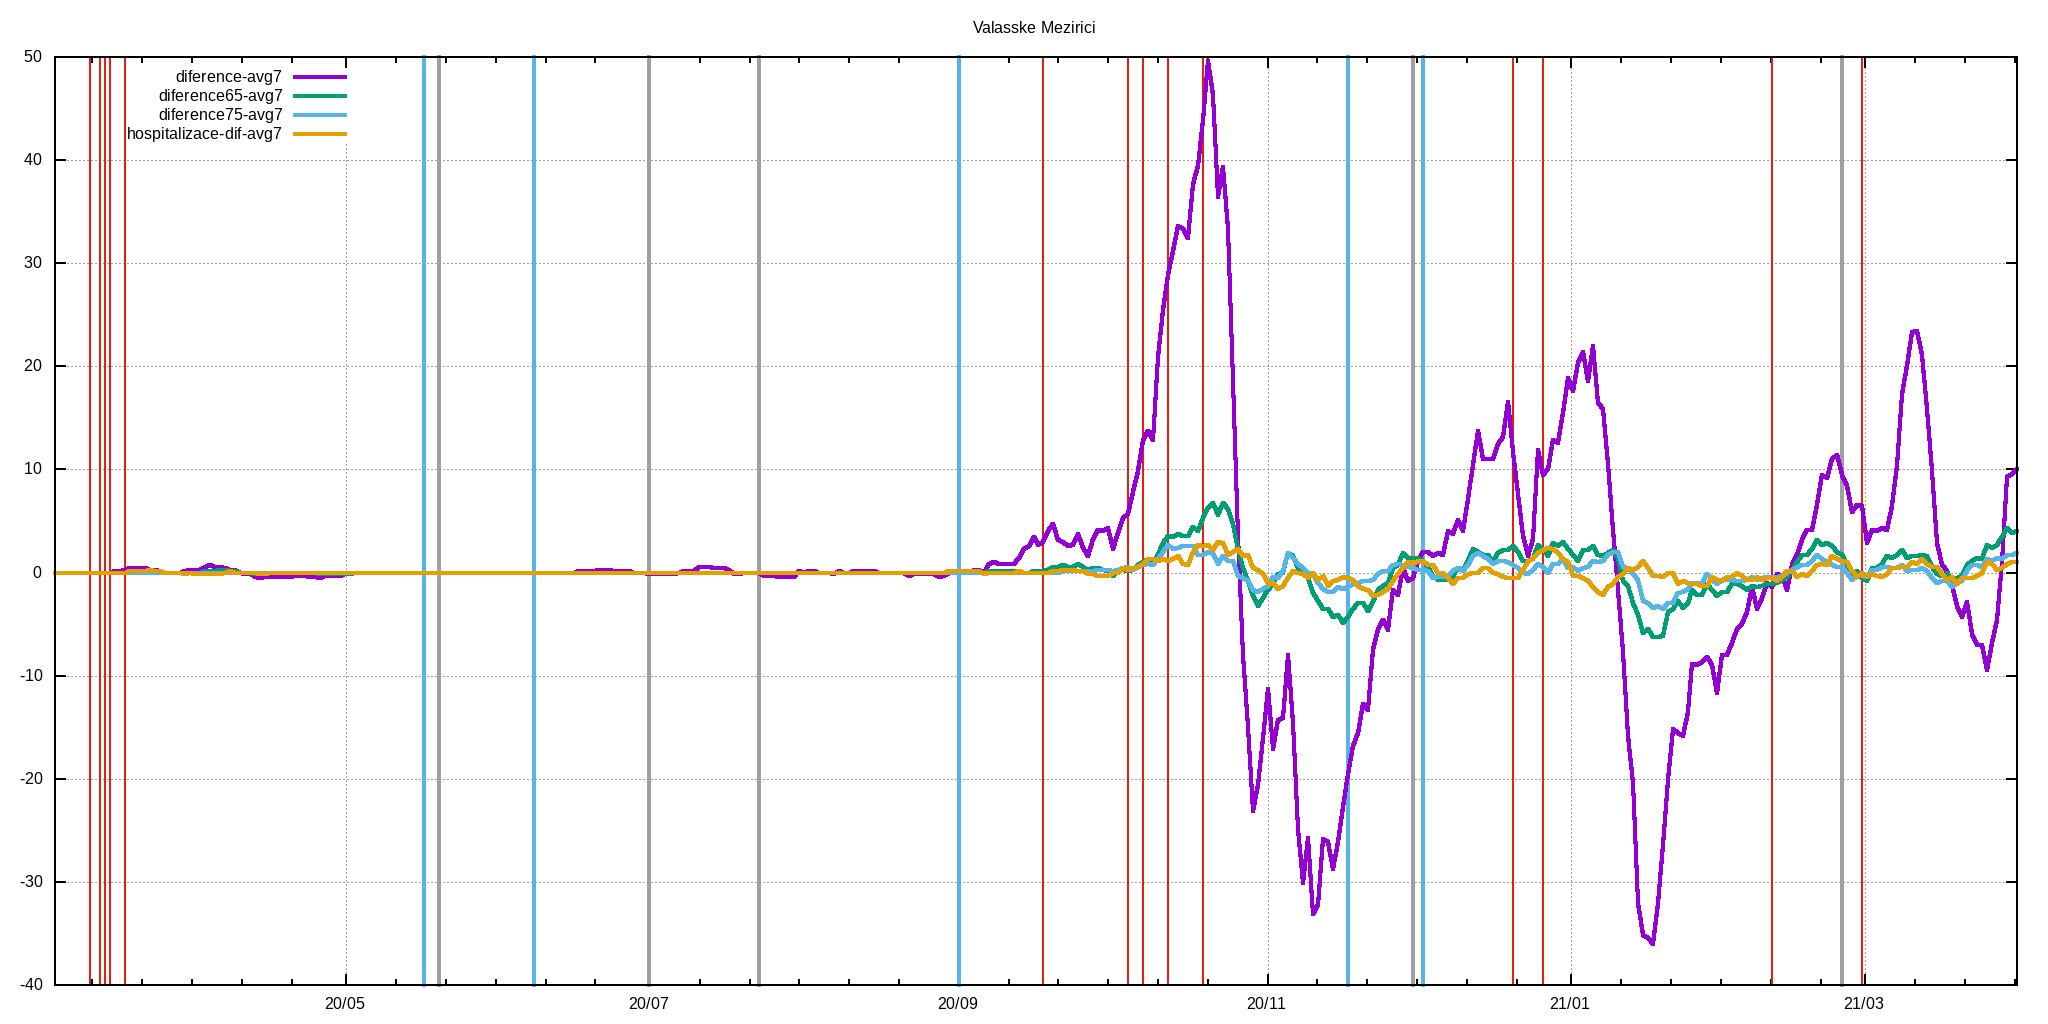 Valasske Mezirici
50
diference-avg7
diference65-avg7
diference75-avg7
hospitalizace-dif-avg7
40
30
20
10
0
-10
-20
-30
-40
20/05 20/07 20/09 20/11 21/01 21/03